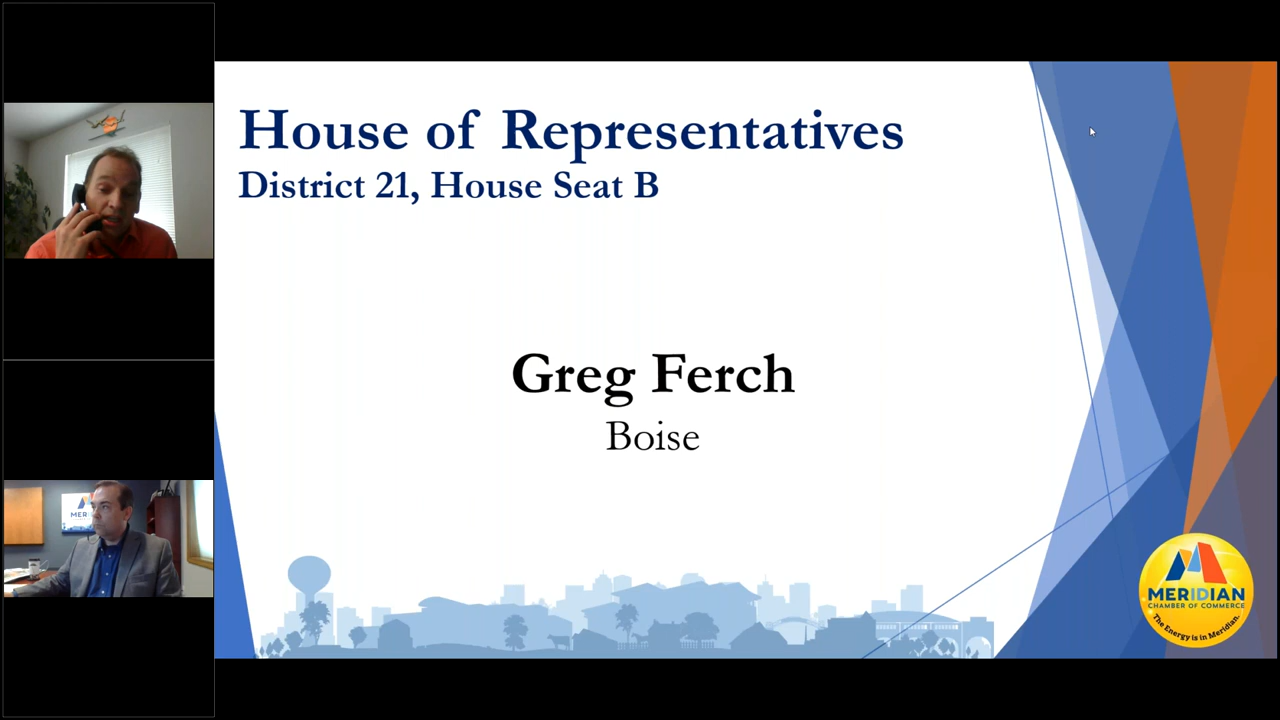 House of Representatives
District 21, House Seat B
Greg Ferch
Boise
MER
MERIDIAN
CHAMBER OF COMMERCE
The Energy is in Meridian.